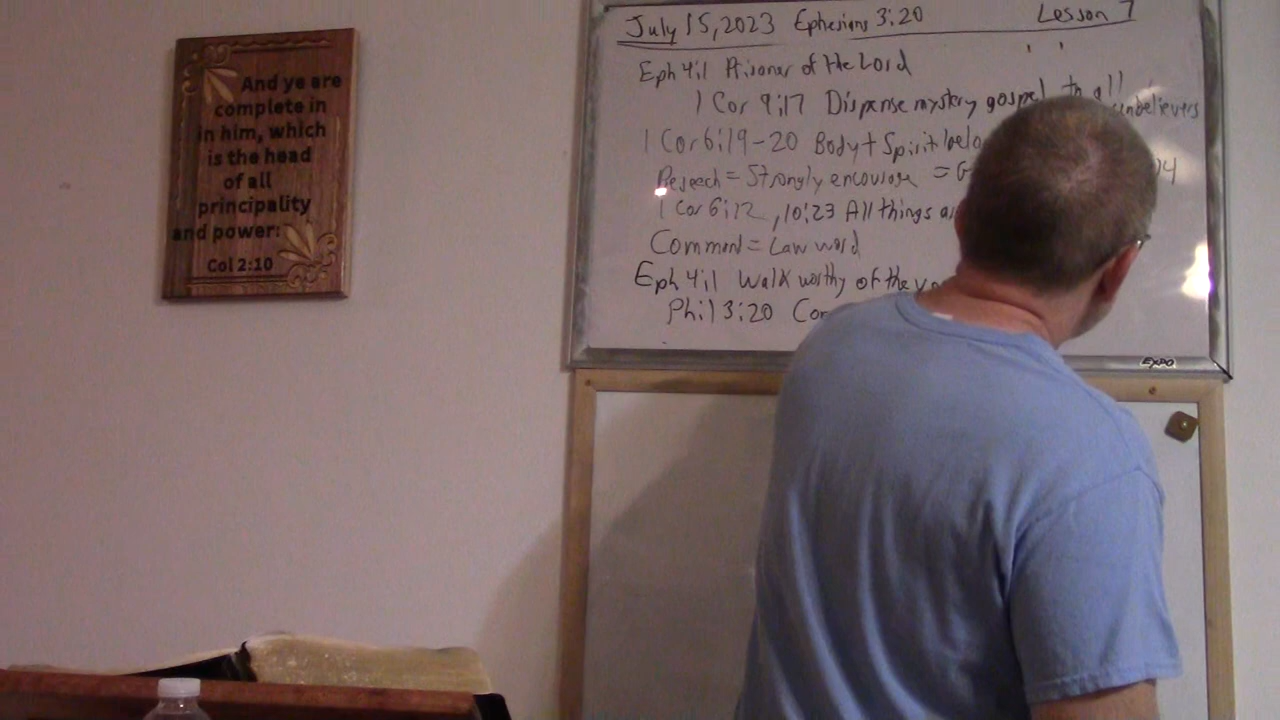 And ye are
complete in
in him, which
is the head
of all
principality
and power:
Col 2:10
July 15, 2023 Ephesians 3:20 Lesson 7
Eph 4:1 Prisoner of the Lord
1 Cor 9:17 Dispense mystery gospel to all
unbelievers
1 Cor 6:19-20 Body + Spirit belo
Beseech = Strongly encourage = G
1 Cor 6:12, 10:23 All things a
Command = Law word
Eph 4:1 Walk worthy of the vo
Phil 3:20 Con
EXPO